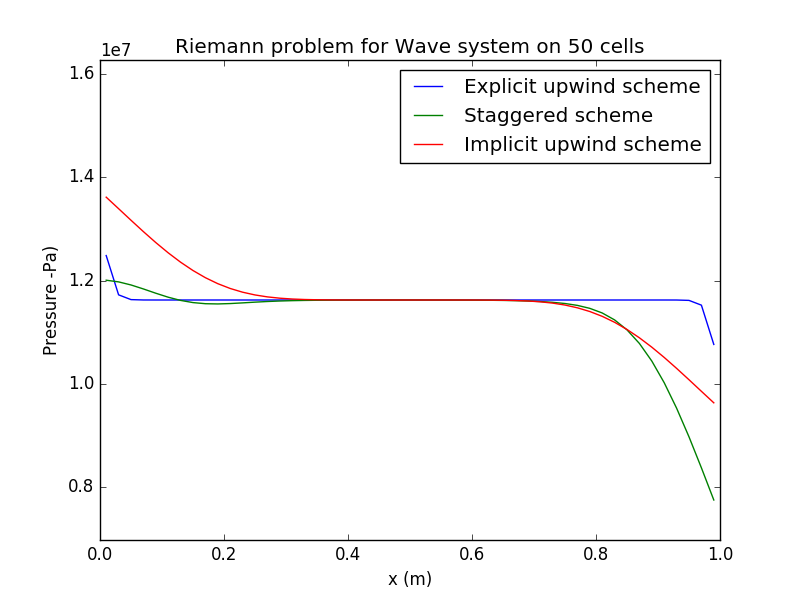 Riemann problem for Wave system on 50 cells
1e7
Explicit upwind scheme
Staggered scheme
Implicit upwind scheme
1.6
1.4
1.2
1.0
0.8
Pressure -Pa)
0.0 0.2 0.4 0.6 0.8 1.0
x (m)